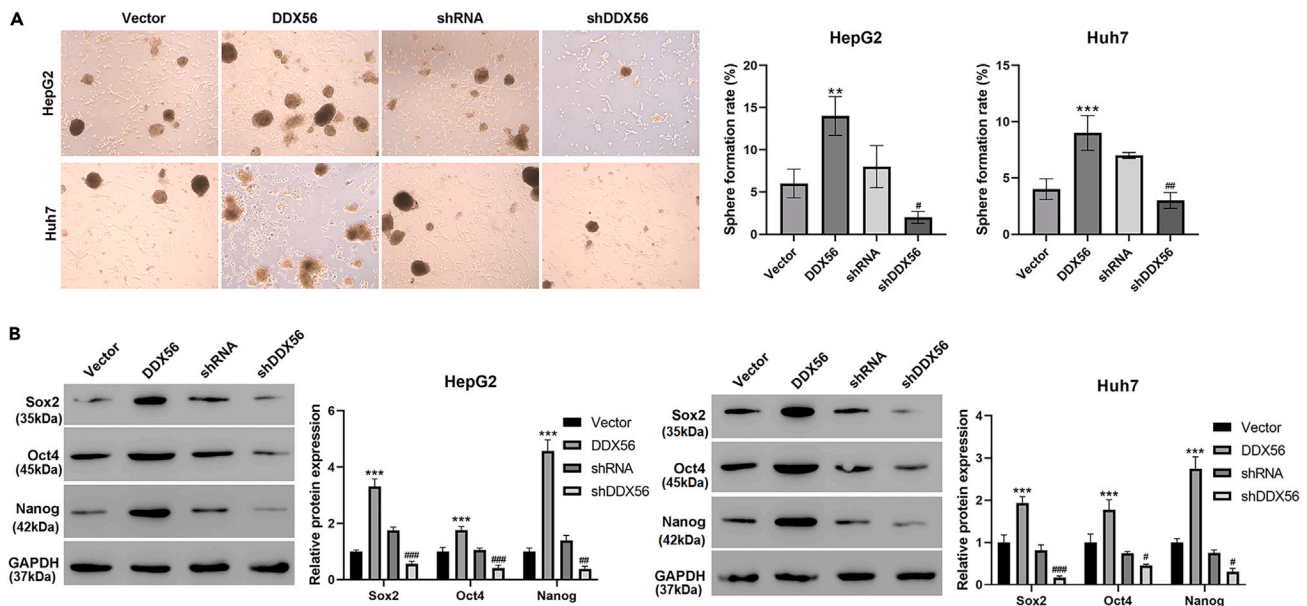 A
Vector
DDX56
shRNA
shDDX56
HepG2
Huh7
HepG2
Sphere formation rate (%)
20
15
10
5
0
**
#
Vector
DDX56
shRNA
shDDX56
Huh7
Sphere formation rate (%)
15
10
5
0
***
##
Vector
DDX56
shRNA
shDDX56
B
Vector
DDX56
shRNA
shDDX56
Sox2
(35kDa)
Oct4
(45kDa)
Nanog
(42kDa)
GAPDH
(37kDa)
HepG2
Relative protein expression
6
4
2
0
***
###
***
###
***
##
Sox2
Oct4
Nanog
Vector
DDX56
shRNA
shDDX56
Vector
DDX56
shRNA
shDDX56
Sox2
(35kDa)
Oct4
(45kDa)
Nanog
(42kDa)
GAPDH
(37kDa)
Huh7
Relative protein expression
4
3
2
1
0
***
###
***
#
***
#
Sox2
Oct4
Nanog
Vector
DDX56
shRNA
shDDX56